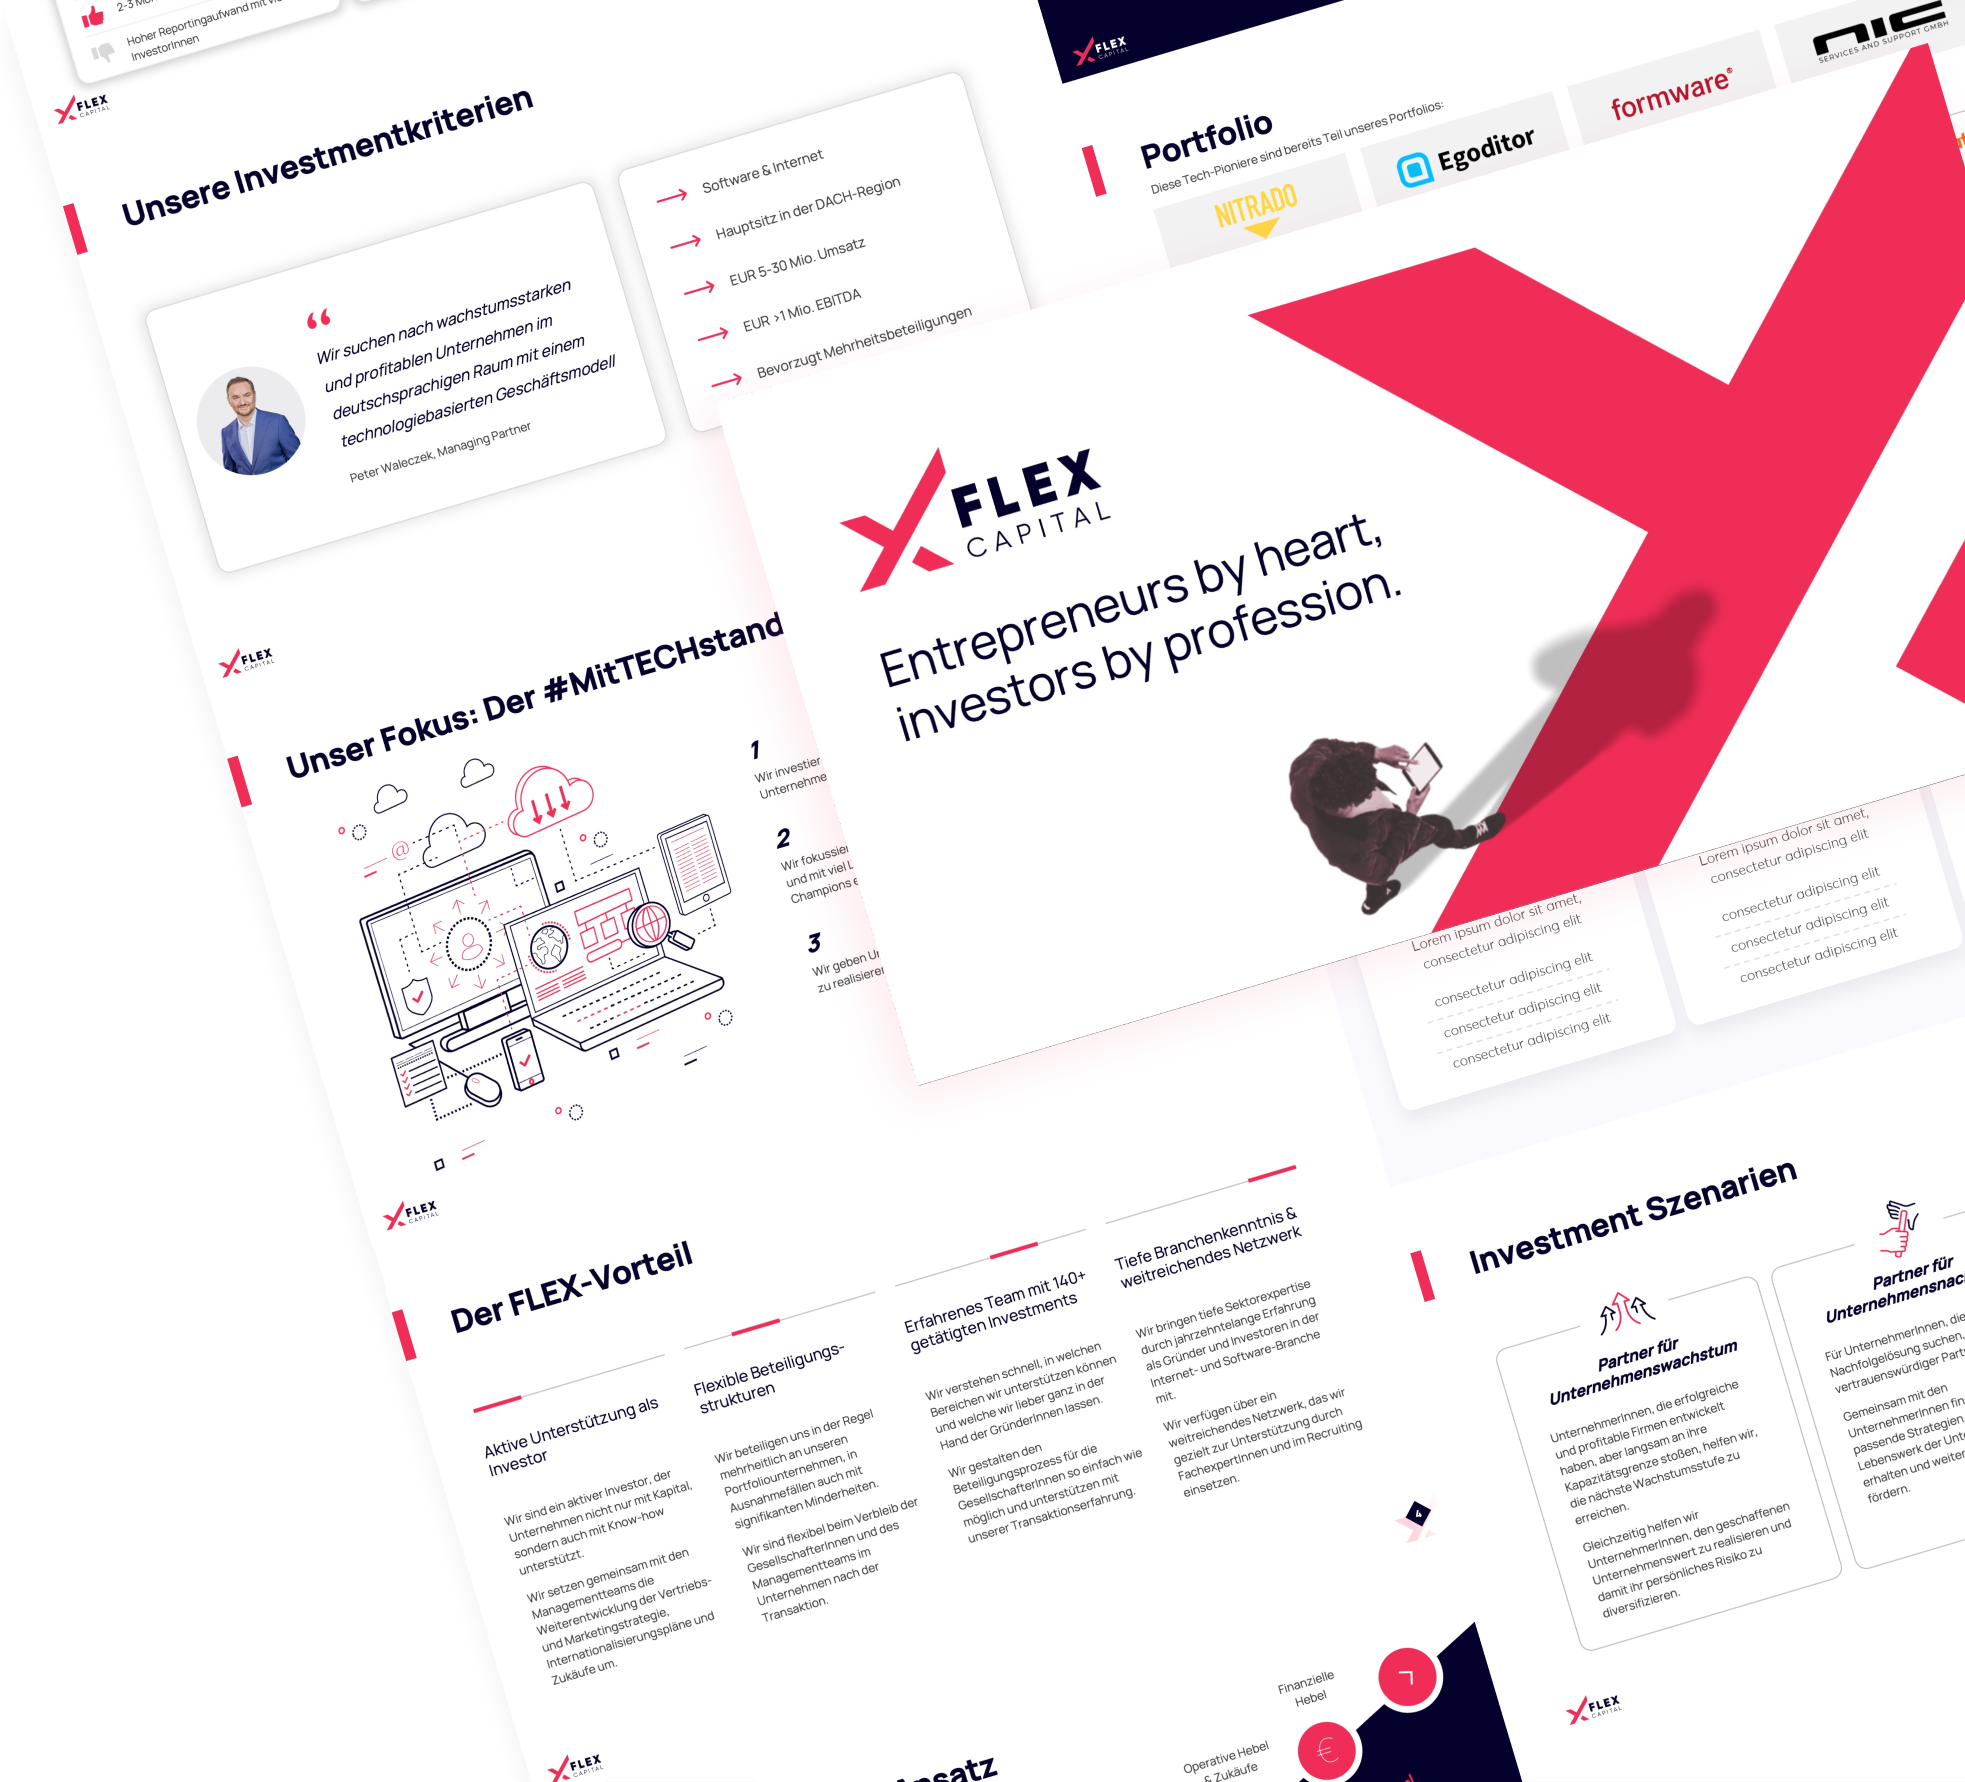 2-3
Hoher Reportingaufwand mit
InvestorInnen
FLEX
CAPITAL
Unsere Investmentkriterien
“
Wir suchen nach wachstumsstarken
und profitablen Unternehmen im
deutschsprachigen Raum mit einem
technologiebasierten Geschäftsmodell
Peter Waleczek, Managing Partner
Software & Internet
Hauptsitz in der DACH-Region
EUR 5-30 Mio. Umsatz
EUR >1 Mio. EBITDA
Bevorzugt Mehrheitsbeteiligungen
FLEX
CAPITAL
Portfolio
Diese Tech-Pioniere sind bereits Teil unseres Portfolios:
NITRADO
Egoditor
formware®
SERVICES AND SUPPORT GMBH
FLEX
CAPITAL
Entrepreneurs by heart,
investors by profession.
FLEX
CAPITAL
Unser Fokus: Der #MitTECHstand
@
1
Wir investier
Unternehme
2
Wir fokussier
und mit viel L
Champions e
3
Wir geben Un
zu realisieren
Lorem ipsum dolor sit amet,
consectetur adipiscing elit
consectetur adipiscing elit
consectetur adipiscing elit
consectetur adipiscing elit
Lorem ipsum dolor sit amet,
consectetur adipiscing elit
consectetur adipiscing elit
consectetur adipiscing elit
consectetur adipiscing elit
FLEX
CAPITAL
Der FLEX-Vorteil
Aktive Unterstützung als
Investor
Wir sind ein aktiver Investor, der
Unternehmen nicht nur mit Kapital,
sondern auch mit Know-how
unterstützt.
Wir setzen gemeinsam mit den
Managementteams die
Weiterentwicklung der Vertriebs-
und Marketingstrategie,
Internationalisierungspläne und
Zukäufe um.
Flexible Beteiligungs-
strukturen
Wir beteiligen uns in der Regel
mehrheitlich an unseren
Portfoliounternehmen, in
Ausnahmefällen auch mit
signifikanten Minderheiten.
Wir sind flexibel beim Verbleib der
GesellschafterInnen und des
Managementteams im
Unternehmen nach der
Transaktion.
Erfahrenes Team mit 140+
getätigten Investments
Wir verstehen schnell, in welchen
Bereichen wir unterstützen können
und welche wir lieber ganz in der
Hand der GründerInnen lassen.
Wir gestalten den
Beteiligungsprozess für die
GesellschafterInnen so einfach wie
möglich und unterstützen mit
unserer Transaktionserfahrung.
Tiefe Branchenkenntnis &
weitreichendes Netzwerk
Wir bringen tiefe Sektorexpertise
durch jahrzehntelange Erfahrung
als Gründer und Investoren in der
Internet- und Software-Branche
mit.
Wir verfügen über ein
weitreichendes Netzwerk, das wir
gezielt zur Unterstützung durch
FachexpertInnen und im Recruiting
einsetzen.
4
Investment Szenarien
Partner für
Unternehmenswachstum
UnternehmerInnen, die erfolgreiche
und profitable Firmen entwickelt
haben, aber langsam an ihre
Kapazitätsgrenze stoßen, helfen wir,
die nächste Wachstumsstufe zu
erreichen.
Gleichzeitig helfen wir
UnternehmerInnen, den geschaffenen
Unternehmenswert zu realisieren und
damit ihr persönliches Risiko zu
diversifizieren.
Partner für
Unternehmensnac
Für UnternehmerInnen, die
Nachfolgelösung suchen,
vertrauenswürdiger Part
Gemeinsam mit den
UnternehmerInnen fin
passende Strategien
Lebenswerk der Unt
erhalten und weiter
fördern.
FLEX
CAPITAL
Finanzielle
Hebel
Operative Hebel
& Zukäufe
€
FLEX
CAPITAL
nsatz